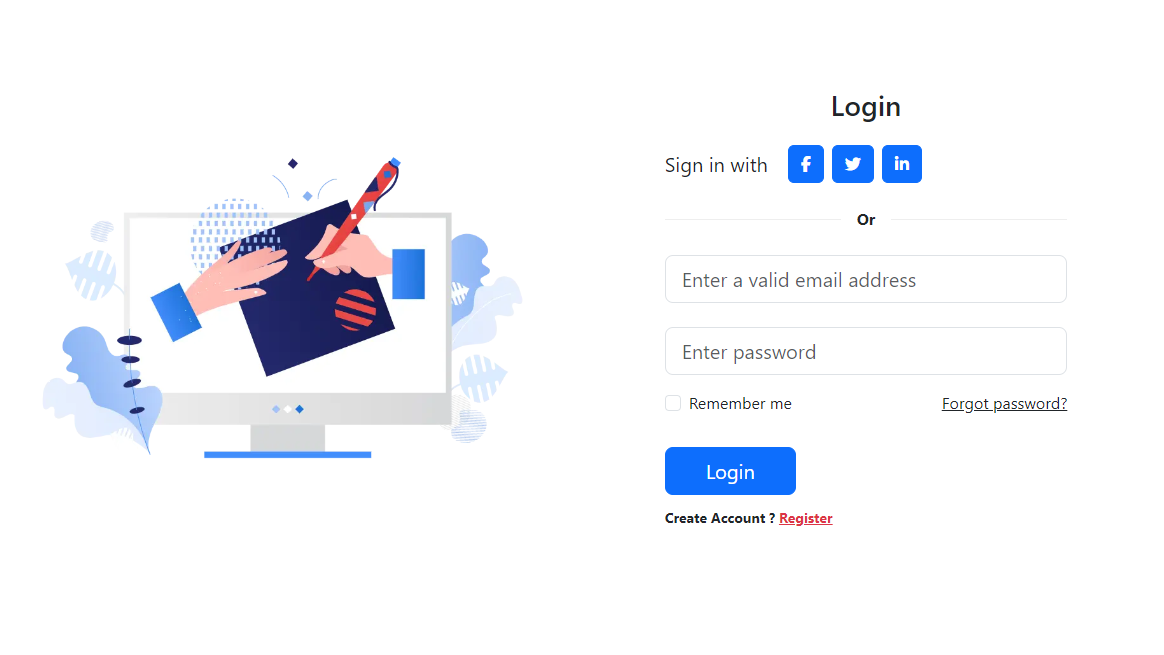 Login
Sign in with
Or
Enter a valid email address
Enter password
Remember me Forgot password?
Login
Create Account ? Register